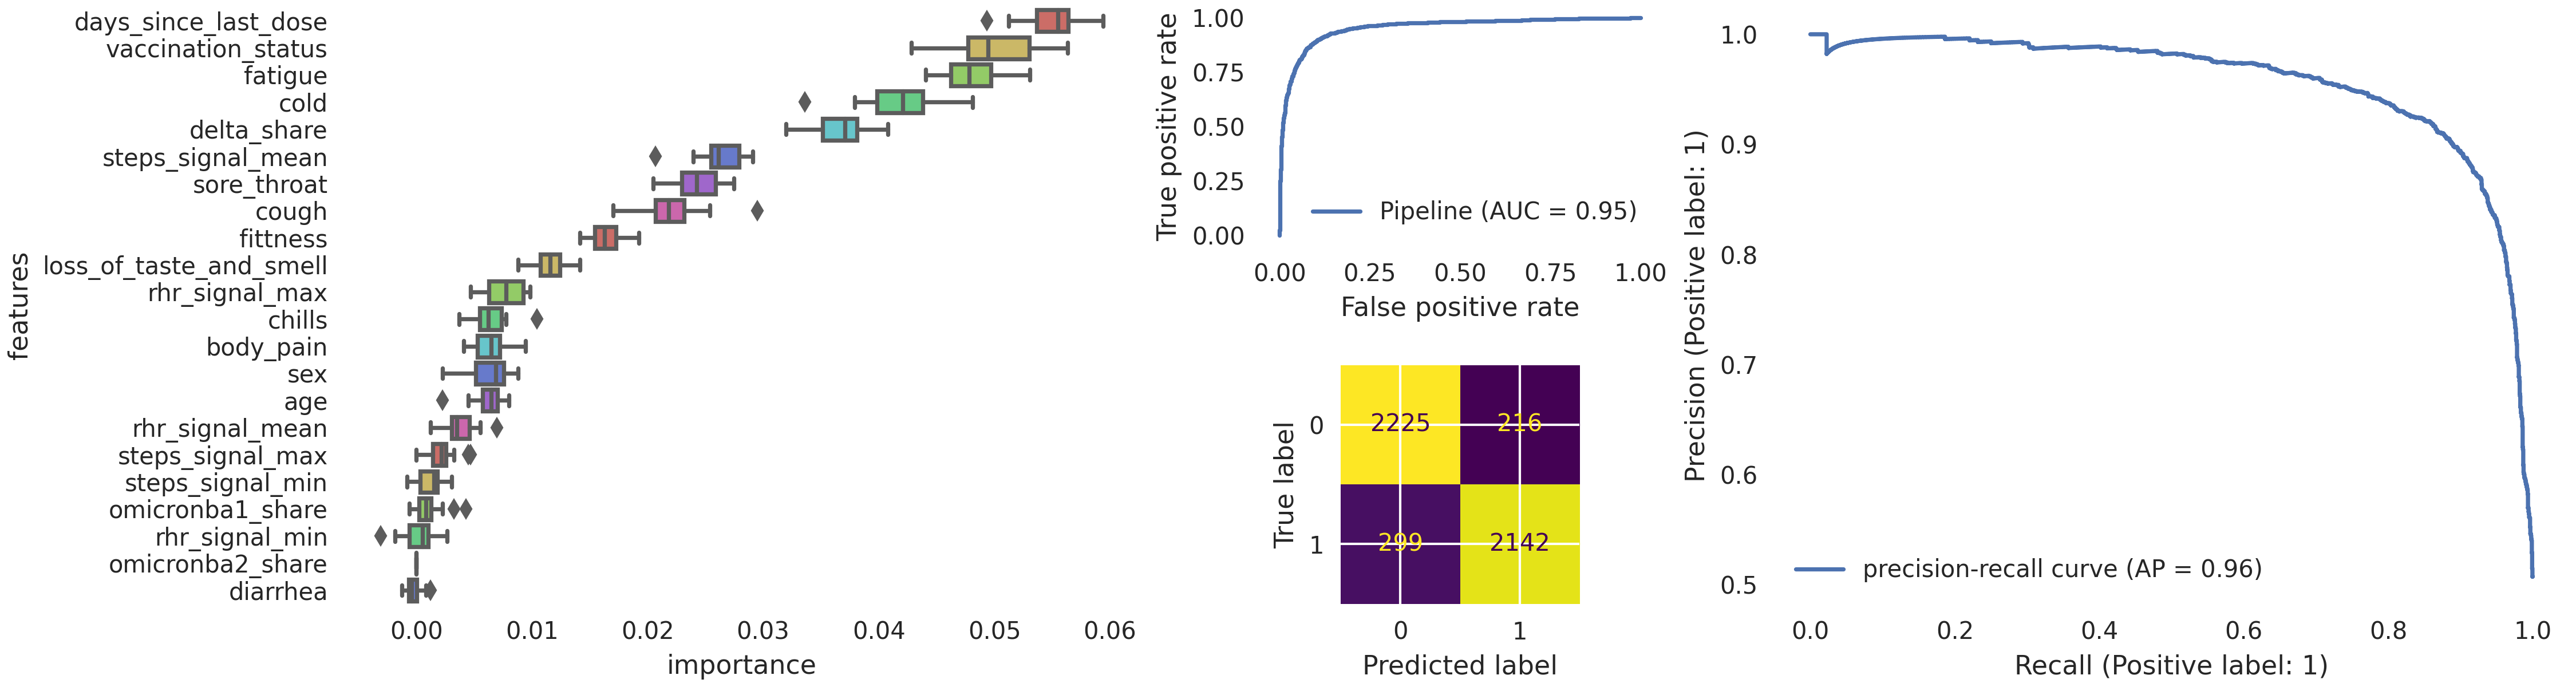 features
days_since_last_dose
vaccination_status
fatigue
cold
delta_share
steps_signal_mean
sore_throat
cough
fittness
loss_of_taste_and_smell
rhr_signal_max
chills
body_pain
sex
age
rhr_signal_mean
steps_signal_max
steps_signal_min
omicronba1_share
rhr_signal_min
omicronba2_share
diarrhea
0.00 0.01 0.02 0.03 0.04 0.05 0.06
importance
True positive rate
1.00
0.75
0.50
0.25
0.00
Pipeline (AUC = 0.95)
0.00 0.25 0.50 0.75 1.00
False positive rate
True label
0
1
2225 216
299 2142
0 1
Predicted label
Precision (Positive label: 1)
1.0
0.9
0.8
0.7
0.6
0.5
precision-recall curve (AP = 0.96)
0.0 0.2 0.4 0.6 0.8 1.0
Recall (Positive label: 1)